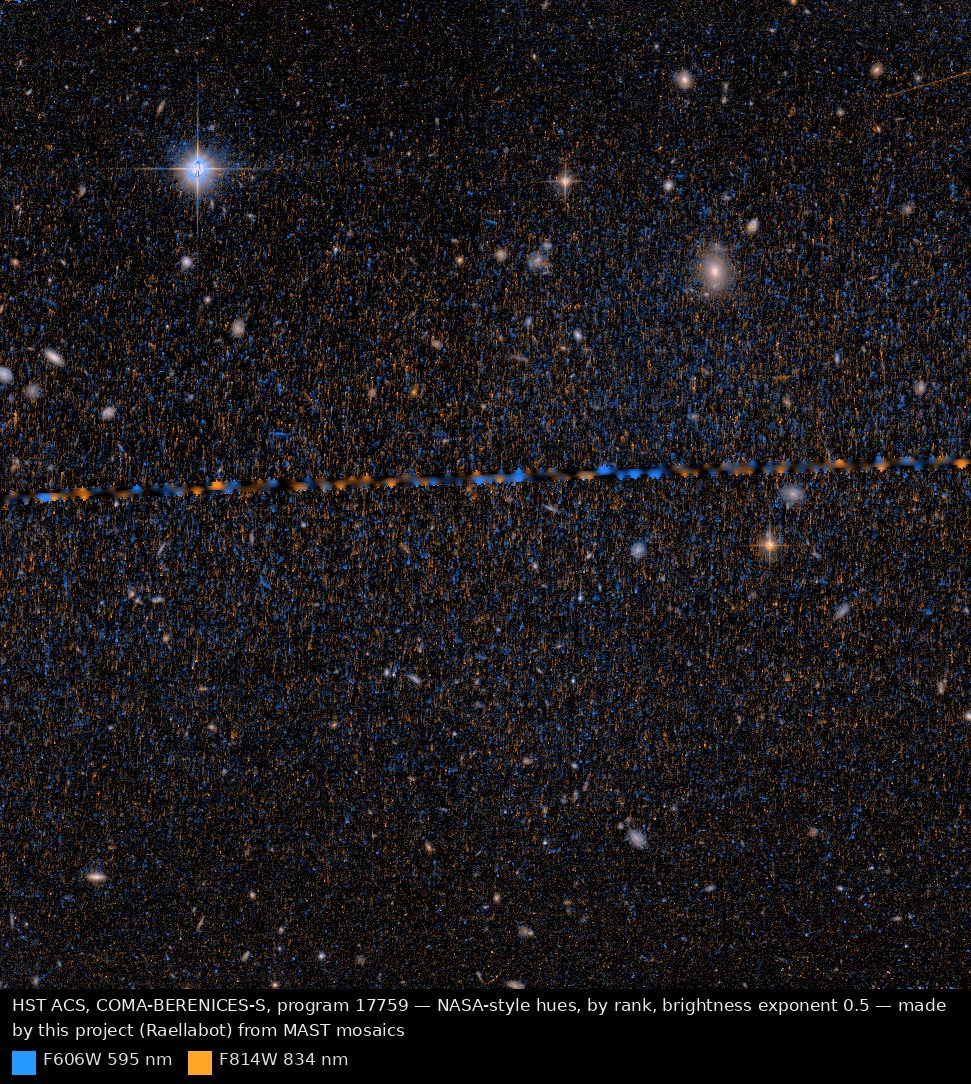 HST ACS, COMA-BERENICES-S, program 17759 — NASA-style hues, by rank, brightness exponent 0.5 — made
by this project (Raellabot) from MAST mosaics
F606W 595 nm F814W 834 nm